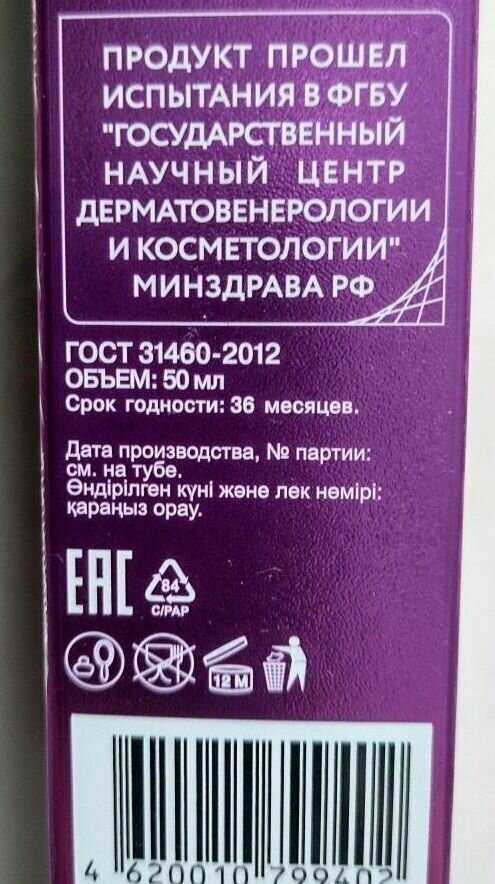 ПРОДУКТ ПРОШЕЛ
ИСПЫТАНИЯ В ФГБУ
"ГОСУДАРСТВЕННЫЙ
НАУЧНЫЙ ЦЕНТР
ДЕРМАТОВЕНЕРОЛОГИИ
И КОСМЕТОЛОГИИ"
МИНЗДРАВА РФ
ГОСТ 31460-2012
ОБЪЕМ: 50 мл
Срок годности: 36 месяцев.
Дата производства, № партии:
см. на тубе.
Өндірілген күні және лек нөмірі:
қараңыз орау.
ЕАС
84
C/PAP
12 M
4 620010 799402